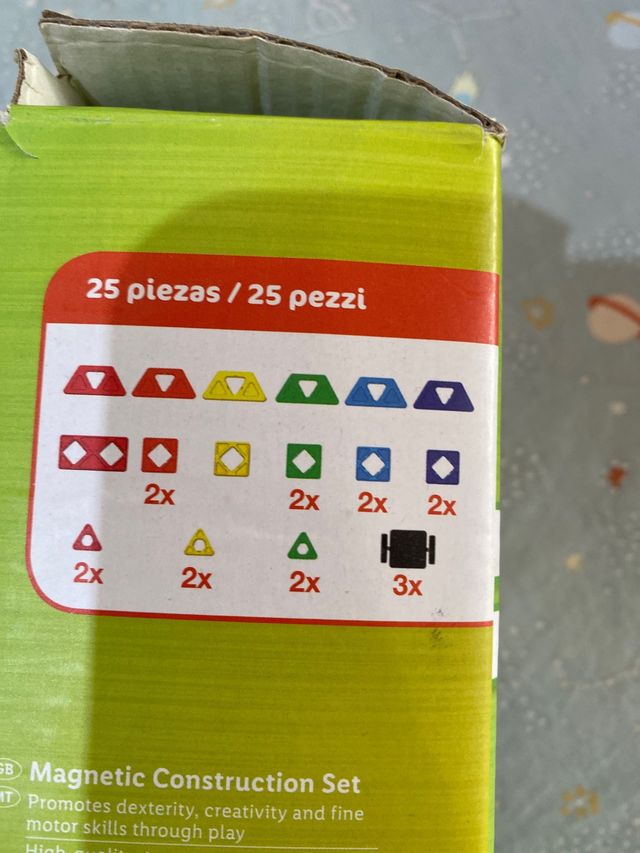 25 piezas / 25 pezzi
2x 2x 2x 2x
2x 2x 2x 3x
GB Magnetic Construction Set
MT Promotes dexterity, creativity and fine
motor skills through play